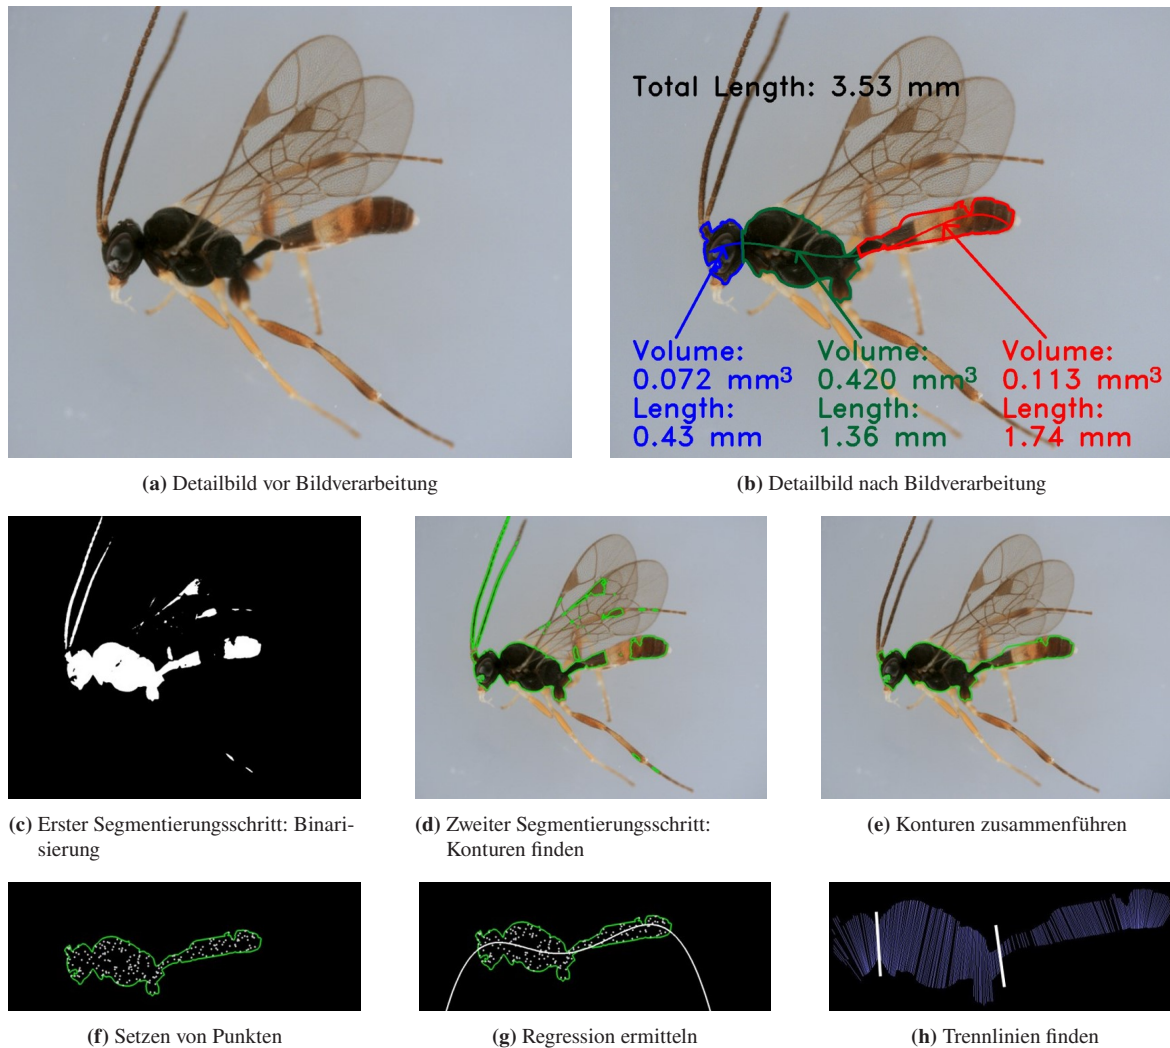 Total Length: 3.53 mm
Volume:
0.072 mm³
Length:
0.43 mm
Volume:
0.420 mm³
Length:
1.36 mm
Volume:
0.113 mm³
Length:
1.74 mm
(a) Detailbild vor Bildverarbeitung
(b) Detailbild nach Bildverarbeitung
(c) Erster Segmentierungsschritt: Binari-
sierung
(d) Zweiter Segmentierungsschritt:
Konturen finden
(e) Konturen zusammenführen
(f) Setzen von Punkten
(g) Regression ermitteln
(h) Trennlinien finden